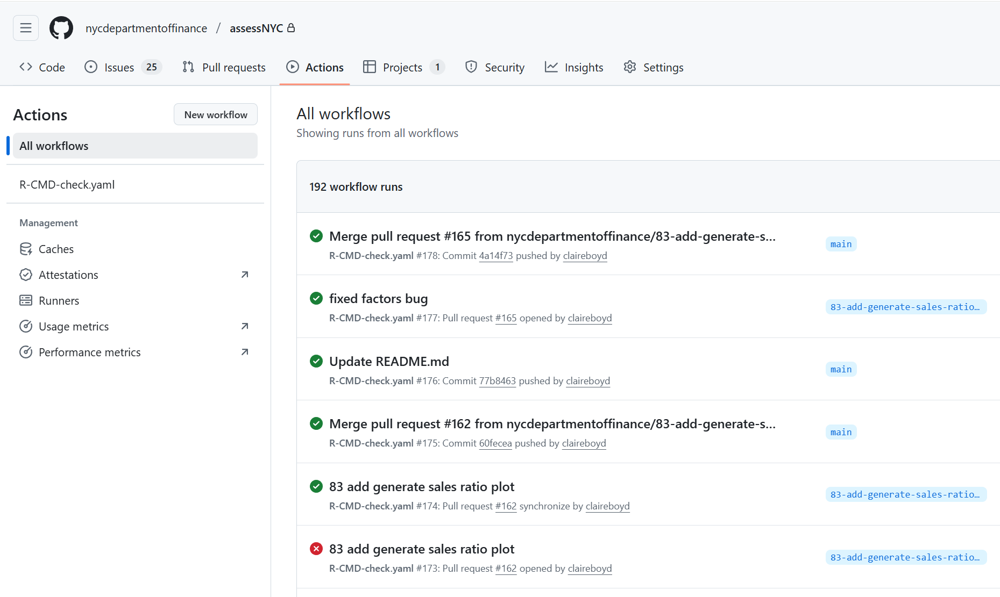 nycdepartmentoffinance / assessNYC
Code Issues 25 Pull requests Actions Projects 1 Security Insights Settings
Actions
New workflow
All workflows
R-CMD-check.yaml
Management
Caches
Attestations
Runners
Usage metrics
Performance metrics
All workflows
Showing runs from all workflows
192 workflow runs
Merge pull request #165 from nycdepartmentoffinance/83-add-generate-s...
R-CMD-check.yaml #178: Commit 4a14f73 pushed by claireboyd
main
fixed factors bug
R-CMD-check.yaml #177: Pull request #165 opened by claireboyd
83-add-generate-sales-ratio...
Update README.md
R-CMD-check.yaml #176: Commit 77b8463 pushed by claireboyd
main
Merge pull request #162 from nycdepartmentoffinance/83-add-generate-s...
R-CMD-check.yaml #175: Commit 60fecea pushed by claireboyd
main
83 add generate sales ratio plot
R-CMD-check.yaml #174: Pull request #162 synchronize by claireboyd
83-add-generate-sales-ratio...
83 add generate sales ratio plot
R-CMD-check.yaml #173: Pull request #162 opened by claireboyd
83-add-generate-sales-ratio...